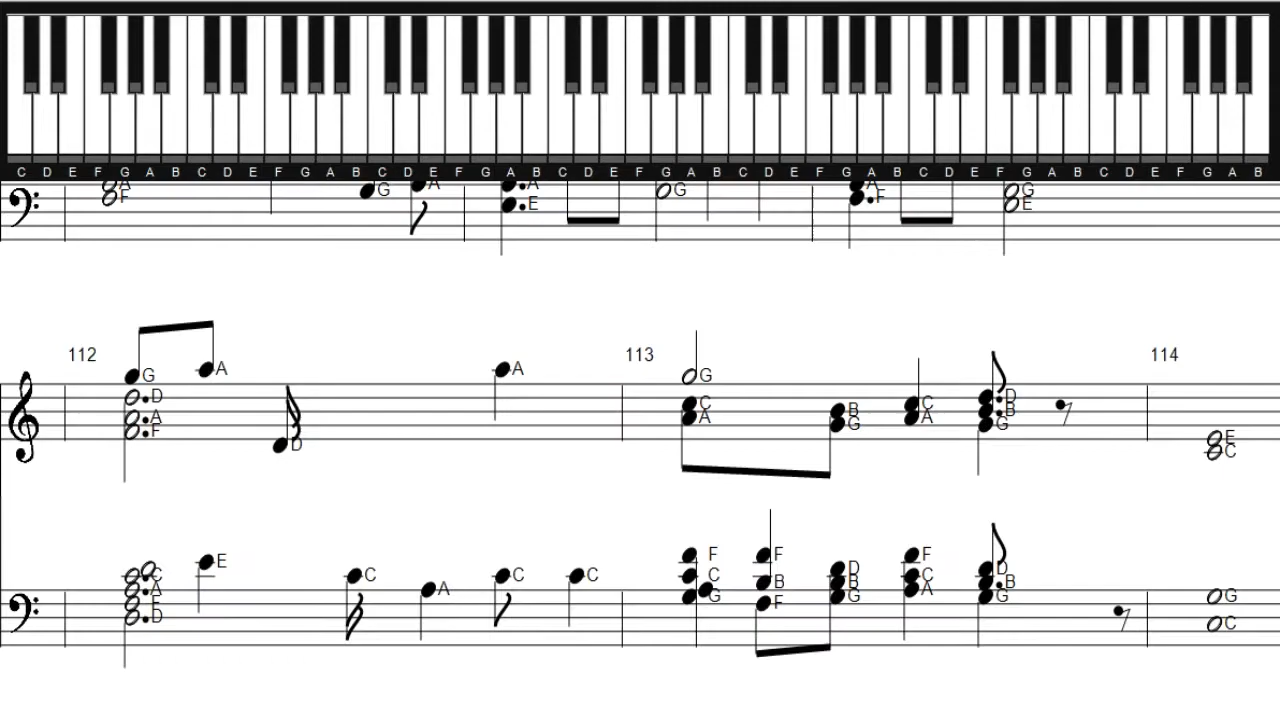 C D E F G A B C D E F G A B C D E F G A B C D E F G A B C D E F G A B C D E F G A B C D E F G A B
A A A A
G G G
F F
E E
112 113 114
A A
G G
D D
C C
B B
A A A
G G
F
E
D
C
F F F
E
D D
C C C C C C
B B B
A A A
G G G G
F F
D
C